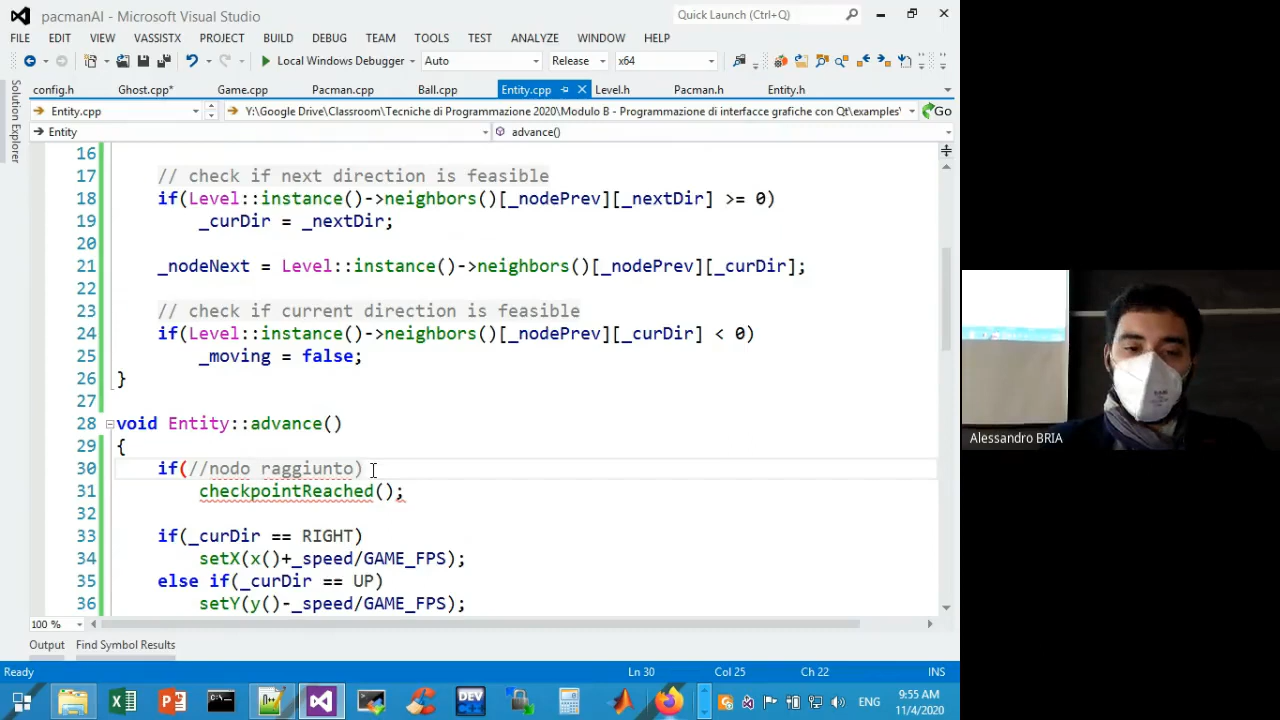 pacmanAI - Microsoft Visual Studio
Quick Launch (Ctrl+Q)
FILE EDIT VIEW VASSISTX PROJECT BUILD DEBUG TEAM TOOLS TEST ANALYZE WINDOW HELP
Local Windows Debugger Auto Release x64
config.h Ghost.cpp* Game.cpp Pacman.cpp Ball.cpp Entity.cpp Level.h Pacman.h Entity.h
Entity.cpp Y:\Google Drive\Classroom\Tecniche di Programmazione 2020\Modulo B - Programmazione di interfacce grafiche con Qt\examples\ Go
Entity advance()
Solution Explorer
16
17 // check if next direction is feasible
18 if(Level::instance()->neighbors()[_nodePrev][_nextDir] >= 0)
19 _curDir = _nextDir;
20
21 _nodeNext = Level::instance()->neighbors()[_nodePrev][_curDir];
22
23 // check if current direction is feasible
24 if(Level::instance()->neighbors()[_nodePrev][_curDir] < 0)
25 _moving = false;
26 }
27
28 void Entity::advance()
29 {
30 if(//nodo raggiunto)
31 checkpointReached();
32
33 if(_curDir == RIGHT)
34 setX(x()+_speed/GAME_FPS);
35 else if(_curDir == UP)
36 setY(y()-_speed/GAME_FPS);
100 %
Output Find Symbol Results
Ready Ln 30 Col 25 Ch 22 INS
DEV
ENG
9:55 AM
11/4/2020
Alessandro BRIA